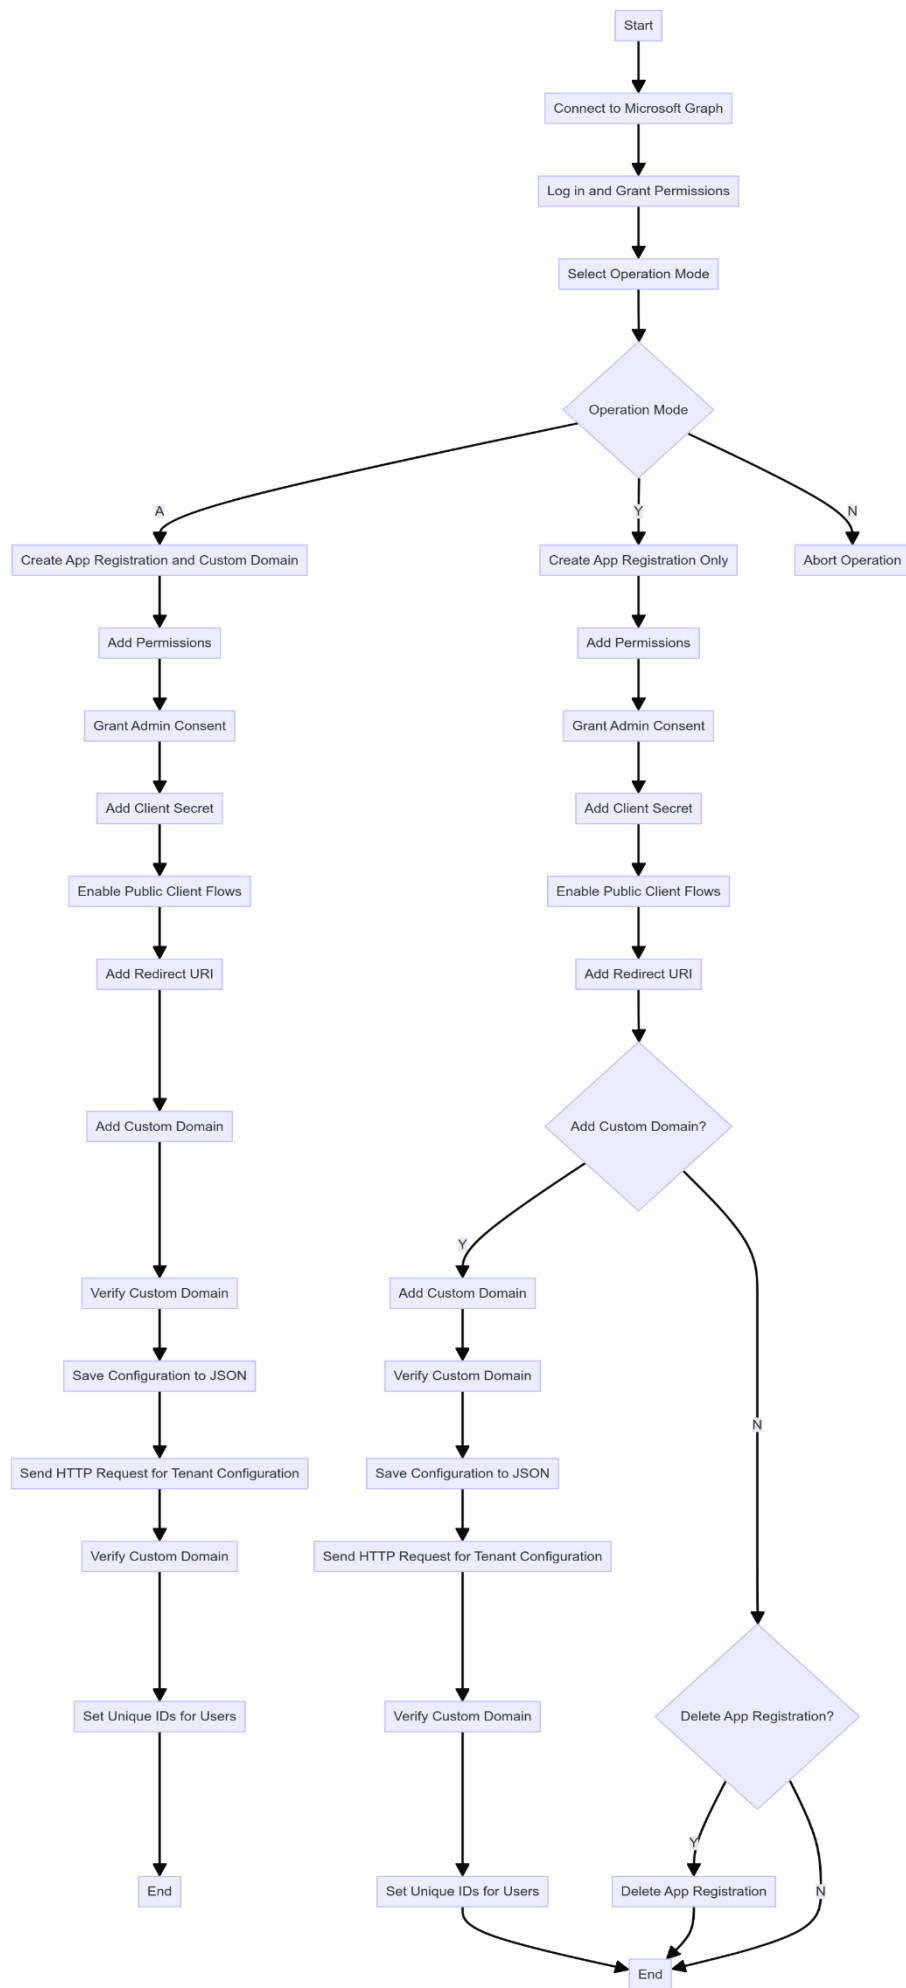 Start
Connect to Microsoft Graph
Log in and Grant Permissions
Select Operation Mode
Operation Mode
A
Y
N
Create App Registration and Custom Domain
Create App Registration Only
Abort Operation
Add Permissions
Add Permissions
Grant Admin Consent
Grant Admin Consent
Add Client Secret
Add Client Secret
Enable Public Client Flows
Enable Public Client Flows
Add Redirect URI
Add Redirect URI
Add Custom Domain
Add Custom Domain?
Y
Verify Custom Domain
Add Custom Domain
Save Configuration to JSON
Verify Custom Domain
N
Send HTTP Request for Tenant Configuration
Save Configuration to JSON
Verify Custom Domain
Send HTTP Request for Tenant Configuration
Set Unique IDs for Users
Verify Custom Domain
Delete App Registration?
Y
End
Set Unique IDs for Users
Delete App Registration
N
End